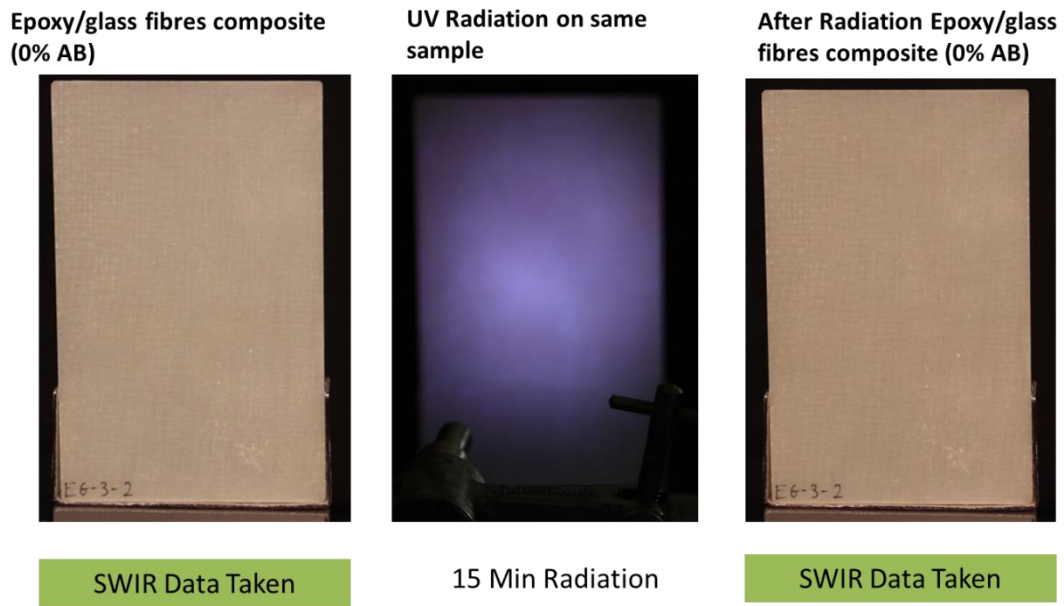 Epoxy/glass fibres composite
(0% AB)
UV Radiation on same
sample
After Radiation Epoxy/glass
fibres composite (0% AB)
E6-3-2
E6-3-2
SWIR Data Taken
15 Min Radiation
SWIR Data Taken